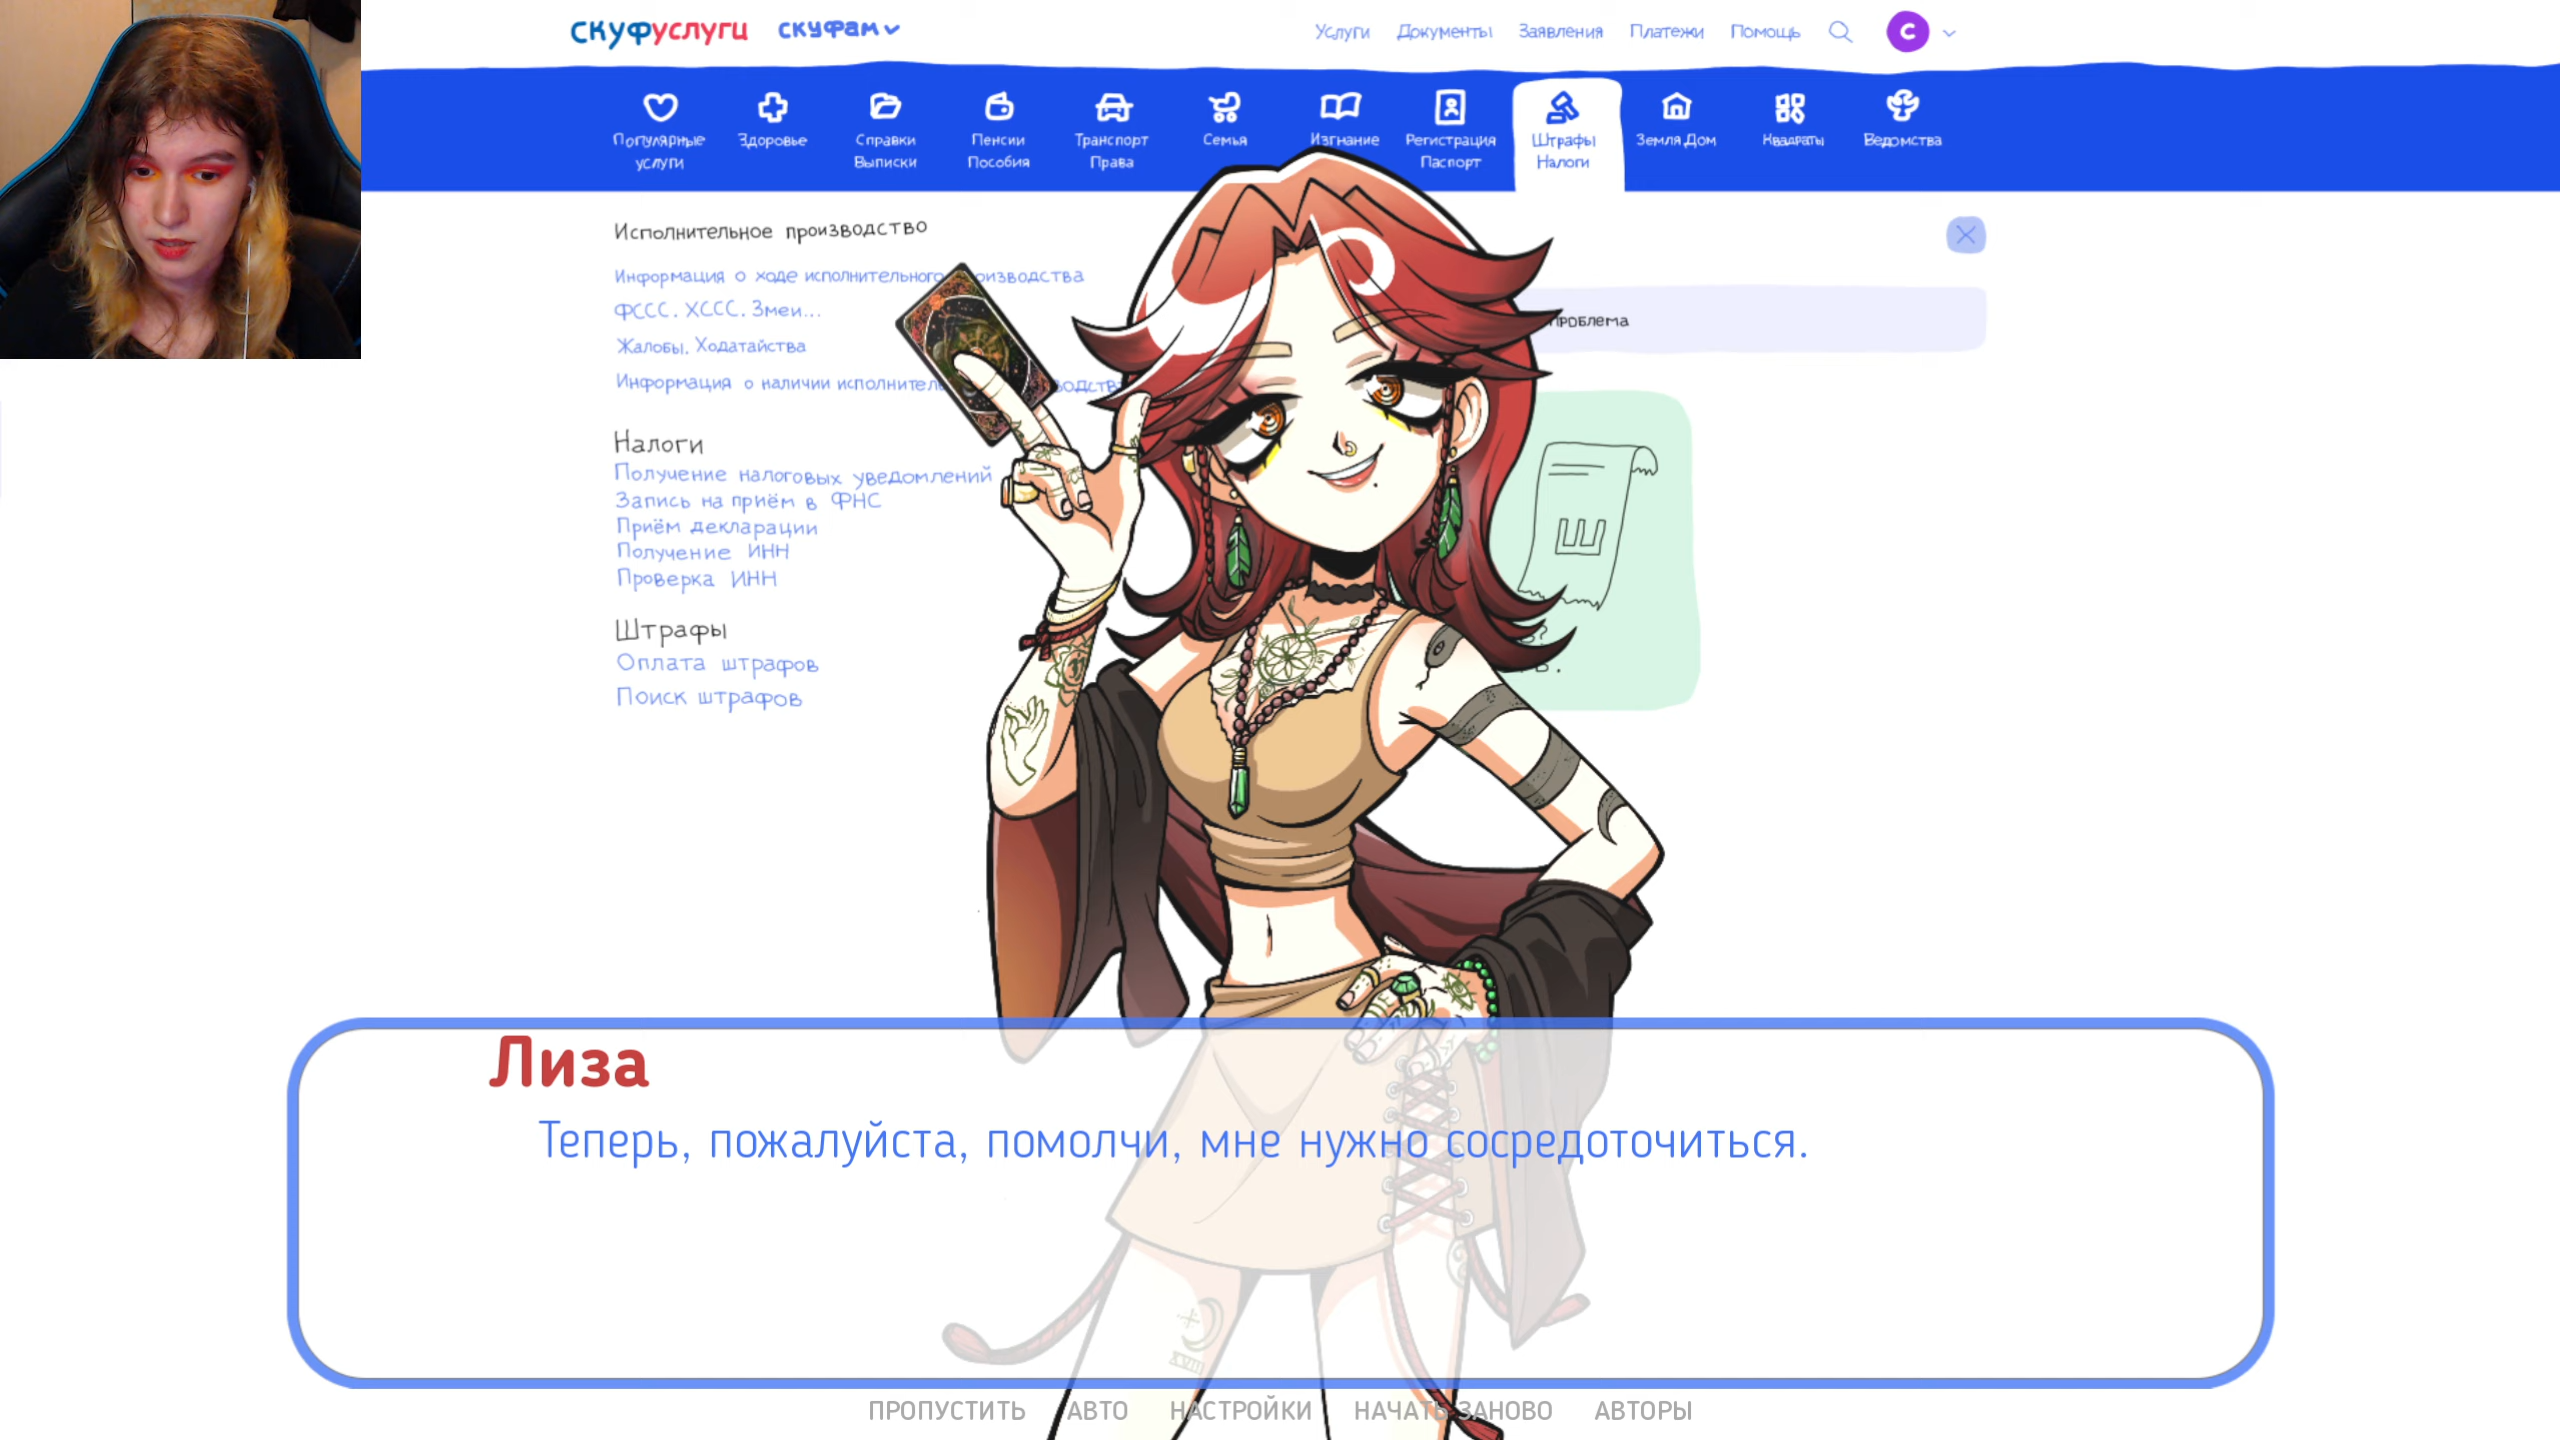 скуфуслуги скуфам
Услуги Документы Заявления Платежи Помощь С
Популярные услуги
Здоровье
Справки Выписки
Пенсии Пособия
Транспорт Права
Семья
Изгнание
Регистрация Паспорт
Штрафы Налоги
Земля Дом
Квадраты
Ведомства
Исполнительное производство
Информация о ходе исполнительного
ФССС, ХССС, Змеи...
Жалобы, Ходатайства
Информация о наличии
проблема
Налоги
Получение налоговых уведомлений
Запись на приём в ФНС
Приём декларации
Получение ИНН
Проверка ИНН
Ш
Штрафы
Оплата штрафов
Поиск штрафов
Лиза
Теперь, пожалуйста, помолчи, мне нужно сосредоточиться.
XVII
ПРОПУСТИТЬ АВТО НАСТРОЙКИ НАЧАТЬ ЗАНОВО АВТОРЫ